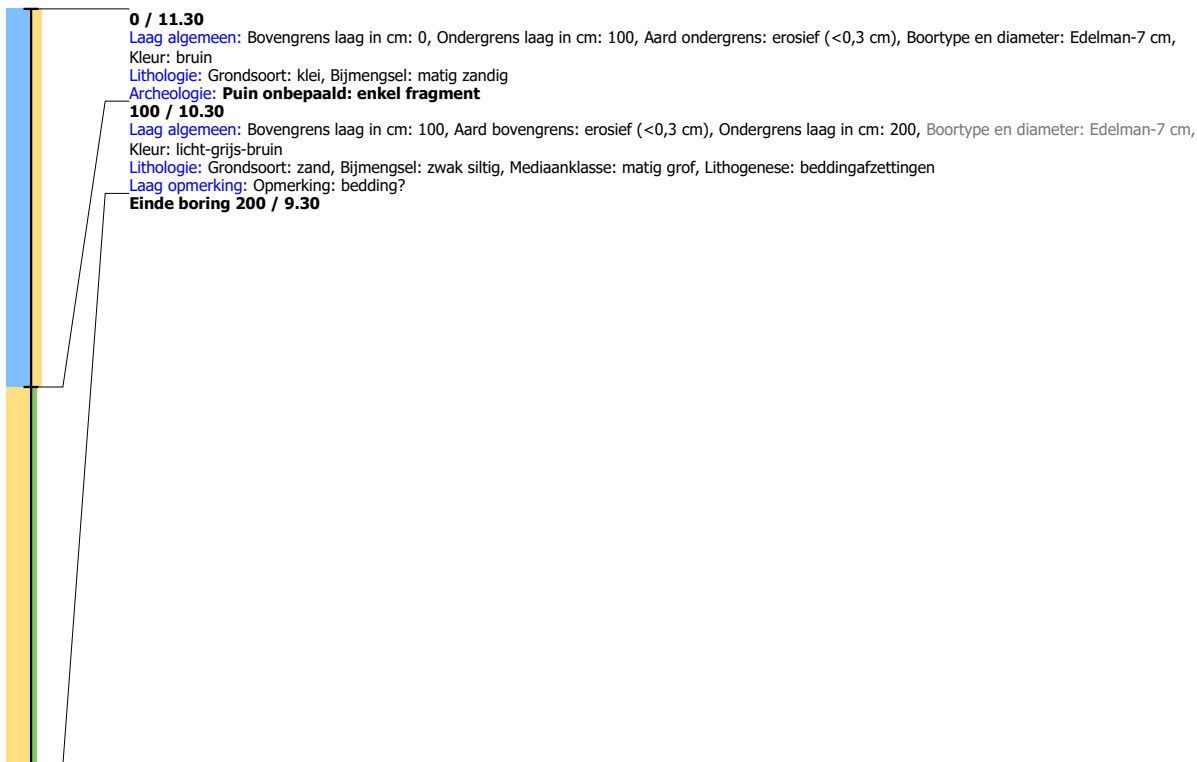 0 / 11.30
Laag algemeen: Bovengrens laag in cm: 0, Ondergrens laag in cm: 100, Aard ondergrens: erosief (<0,3 cm), Boortype en diameter: Edelman-7 cm,
Kleur: bruin
Lithologie: Grondsoort: klei, Bijmengsel: matig zandig
Archeologie: Puin onbepaald: enkel fragment
100 / 10.30
Laag algemeen: Bovengrens laag in cm: 100, Aard bovengrens: erosief (<0,3 cm), Ondergrens laag in cm: 200, Boortype en diameter: Edelman-7 cm,
Kleur: licht-grijs-bruin
Lithologie: Grondsoort: zand, Bijmengsel: zwak siltig, Mediaanklasse: matig grof, Lithogenese: beddingafzettingen
Laag opmerking: Opmerking: bedding?
Einde boring 200 / 9.30